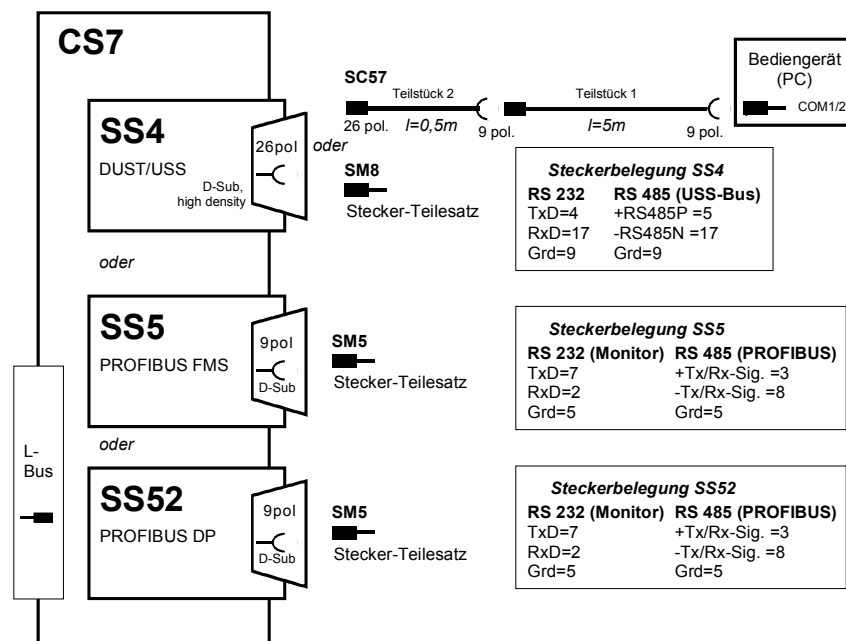 CS7
SC57
Bediengerät
(PC)
COM1/2
Teilstück 2
Teilstück 1
26 pol.
l=0,5m
9 pol.
l=5m
9 pol.
SS4
DUST/USS
26pol
D-Sub,
high density
oder
SM8
Stecker-Teilesatz
Steckerbelegung SS4
RS 232 RS 485 (USS-Bus)
TxD=4 +RS485P =5
RxD=17 -RS485N =17
Grd=9 Grd=9
oder
SS5
PROFIBUS FMS
9pol
D-Sub
SM5
Stecker-Teilesatz
Steckerbelegung SS5
RS 232 (Monitor) RS 485 (PROFIBUS)
TxD=7 +Tx/Rx-Sig. =3
RxD=2 -Tx/Rx-Sig. =8
Grd=5 Grd=5
oder
L-
Bus
SS52
PROFIBUS DP
9pol
D-Sub
SM5
Stecker-Teilesatz
Steckerbelegung SS52
RS 232 (Monitor) RS 485 (PROFIBUS)
TxD=7 +Tx/Rx-Sig. =3
RxD=2 -Tx/Rx-Sig. =8
Grd=5 Grd=5